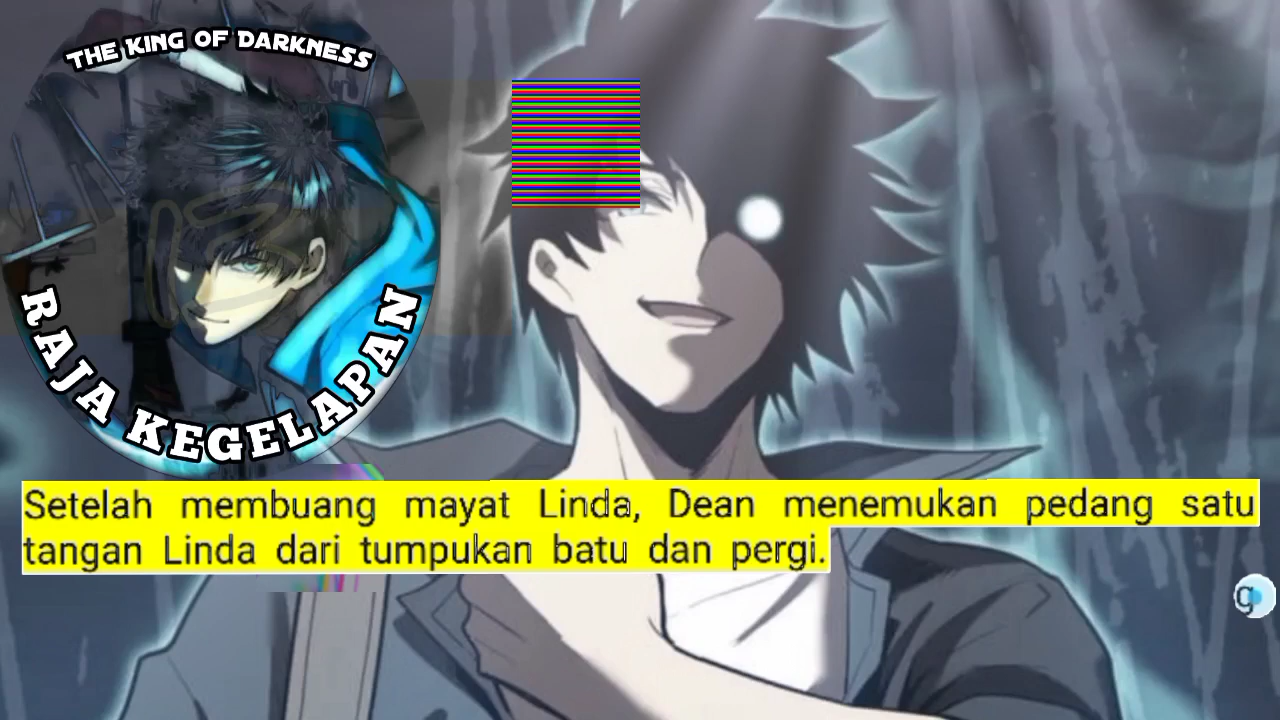 THE KING OF DARKNESS
RAJA KEGELAPAN
Setelah membuang mayat Linda, Dean menemukan pedang satu
tangan Linda dari tumpukan batu dan pergi.
g